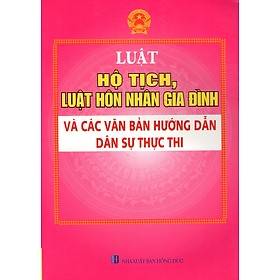 LUẬT
HỘ TỊCH,
LUẬT HÔN NHÂN GIA ĐÌNH
VÀ CÁC VĂN BẢN HƯỚNG DẪN
DÂN SỰ THỰC THI
NHÀ XUẤT BẢN HỒNG ĐỨC